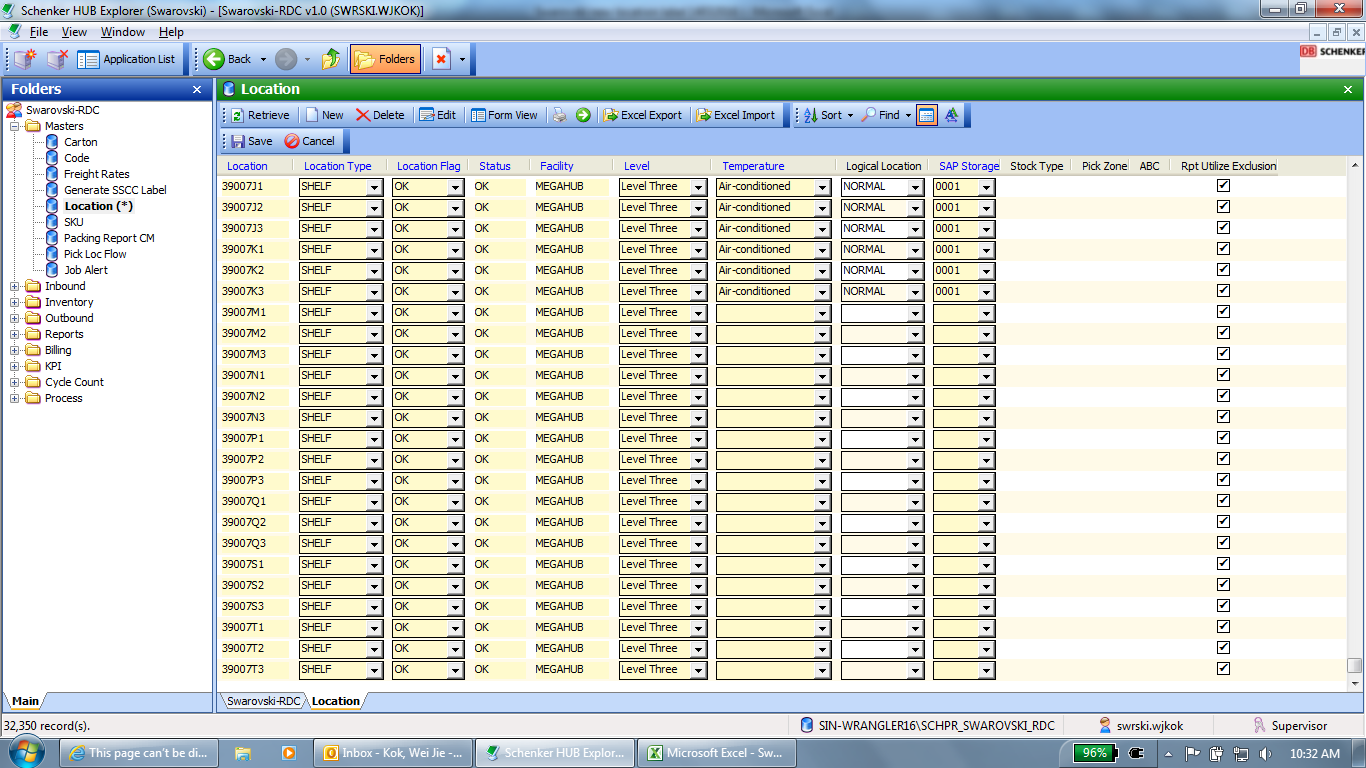 Schenker HUB Explorer (Swarovski) - [Swarovski-RDC v1.0 (SWRSKI.WJKOK)]
File View Window Help
Application List Back Folders DB SCHENKER
Folders
Location
Swarovski-RDC
Masters
Carton
Code
Freight Rates
Generate SSCC Label
Location (*)
SKU
Packing Report CM
Pick Loc Flow
Job Alert
Inbound
Inventory
Outbound
Reports
Billing
KPI
Cycle Count
Process
Main
Retrieve New Delete Edit Form View Excel Export Excel Import Sort Find
Save Cancel
Location Location Type Location Flag Status Facility Level Temperature Logical Location SAP Storage Stock Type Pick Zone ABC Rpt Utilize Exclusion
39007J1 SHELF OK OK MEGAHUB Level Three Air-conditioned NORMAL 0001
39007J2 SHELF OK OK MEGAHUB Level Three Air-conditioned NORMAL 0001
39007J3 SHELF OK OK MEGAHUB Level Three Air-conditioned NORMAL 0001
39007K1 SHELF OK OK MEGAHUB Level Three Air-conditioned NORMAL 0001
39007K2 SHELF OK OK MEGAHUB Level Three Air-conditioned NORMAL 0001
39007K3 SHELF OK OK MEGAHUB Level Three Air-conditioned NORMAL 0001
39007M1 SHELF OK OK MEGAHUB Level Three
39007M2 SHELF OK OK MEGAHUB Level Three
39007M3 SHELF OK OK MEGAHUB Level Three
39007N1 SHELF OK OK MEGAHUB Level Three
39007N2 SHELF OK OK MEGAHUB Level Three
39007N3 SHELF OK OK MEGAHUB Level Three
39007P1 SHELF OK OK MEGAHUB Level Three
39007P2 SHELF OK OK MEGAHUB Level Three
39007P3 SHELF OK OK MEGAHUB Level Three
39007Q1 SHELF OK OK MEGAHUB Level Three
39007Q2 SHELF OK OK MEGAHUB Level Three
39007Q3 SHELF OK OK MEGAHUB Level Three
39007S1 SHELF OK OK MEGAHUB Level Three
39007S2 SHELF OK OK MEGAHUB Level Three
39007S3 SHELF OK OK MEGAHUB Level Three
39007T1 SHELF OK OK MEGAHUB Level Three
39007T2 SHELF OK OK MEGAHUB Level Three
39007T3 SHELF OK OK MEGAHUB Level Three
Swarovski-RDC Location
32,350 record(s). SIN-WRANGLER16\SCHPR_SWAROVSKI_RDC swrski.wjkok Supervisor
This page can't be di... Inbox - Kok, Wei Jie -... Schenker HUB Explor... Microsoft Excel - Sw... 96% 10:32 AM